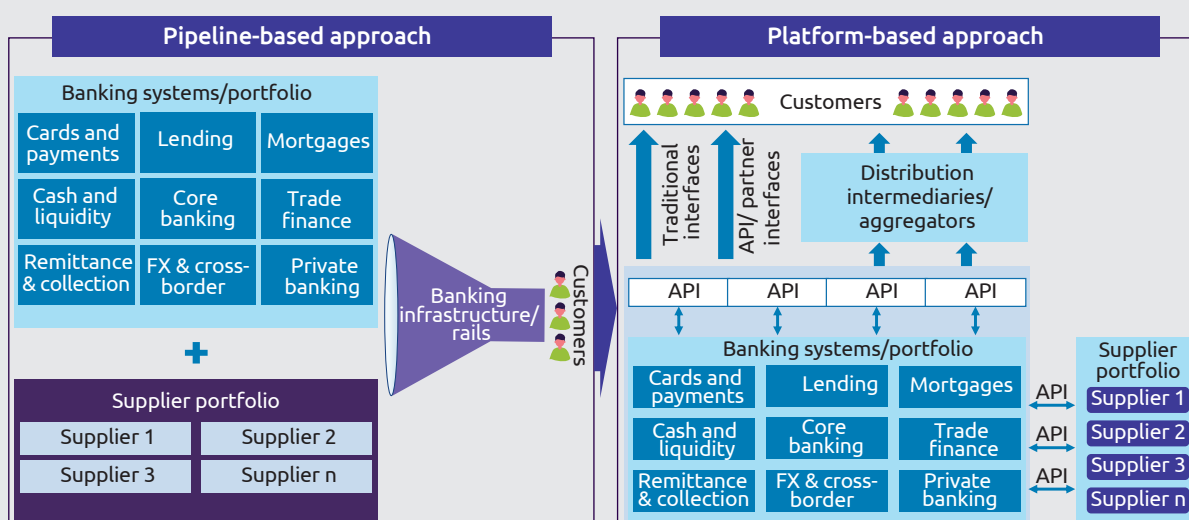 Pipeline-based approach
Banking systems/portfolio
Cards and
payments
Lending
Mortgages
Cash and
liquidity
Core
banking
Trade
finance
Remittance
& collection
FX & cross-
border
Private
banking
Supplier portfolio
Supplier 1
Supplier 2
Supplier 3
Supplier n
Banking
infrastructure/
rails
Customers
Platform-based approach
Customers
Traditional
interfaces
API/ partner
interfaces
Distribution
intermediaries/
aggregators
API
API
API
API
Banking systems/portfolio
Cards and
payments
Lending
Mortgages
Cash and
liquidity
Core
banking
Trade
finance
Remittance
& collection
FX & cross-
border
Private
banking
API
API
API
Supplier
portfolio
Supplier 1
Supplier 2
Supplier 3
Supplier n